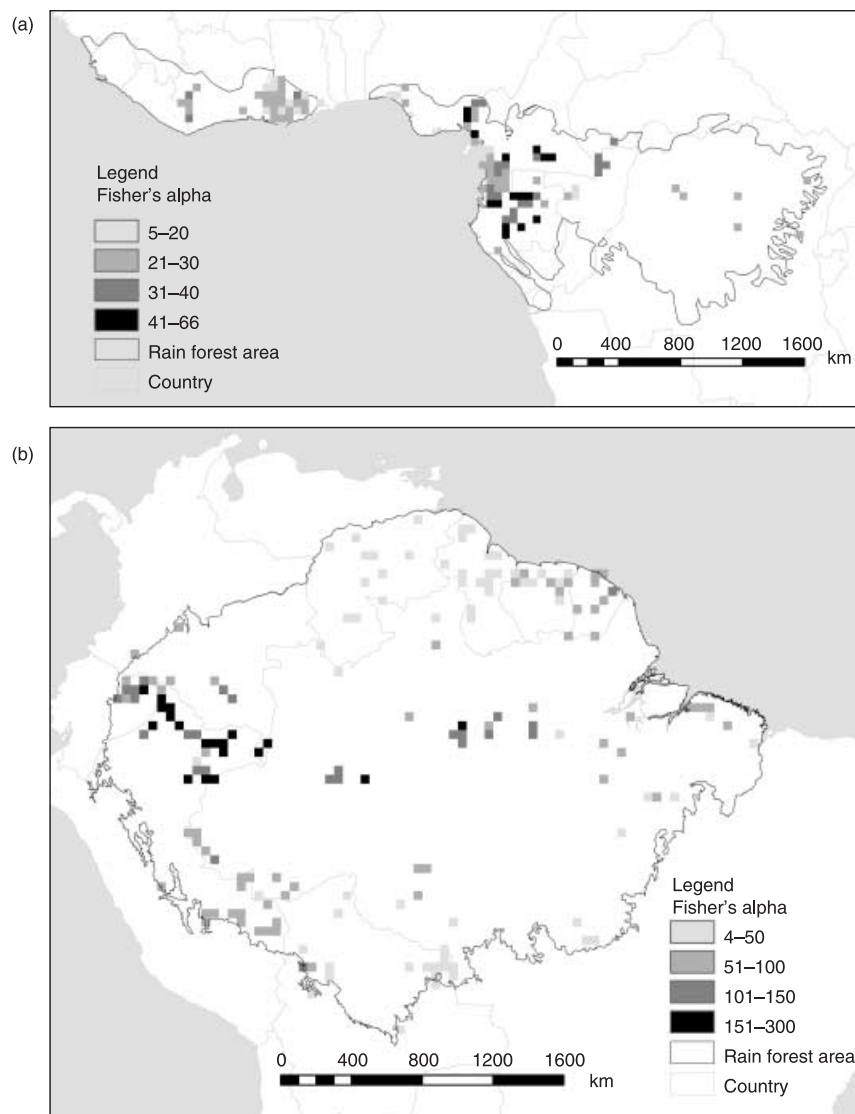 (a)
Legend
Fisher's alpha
5–20
21–30
31–40
41–66
Rain forest area
Country
0 400 800 1200 1600
km
(b)
Legend
Fisher's alpha
4–50
51–100
101–150
151–300
Rain forest area
Country
0 400 800 1200 1600
km